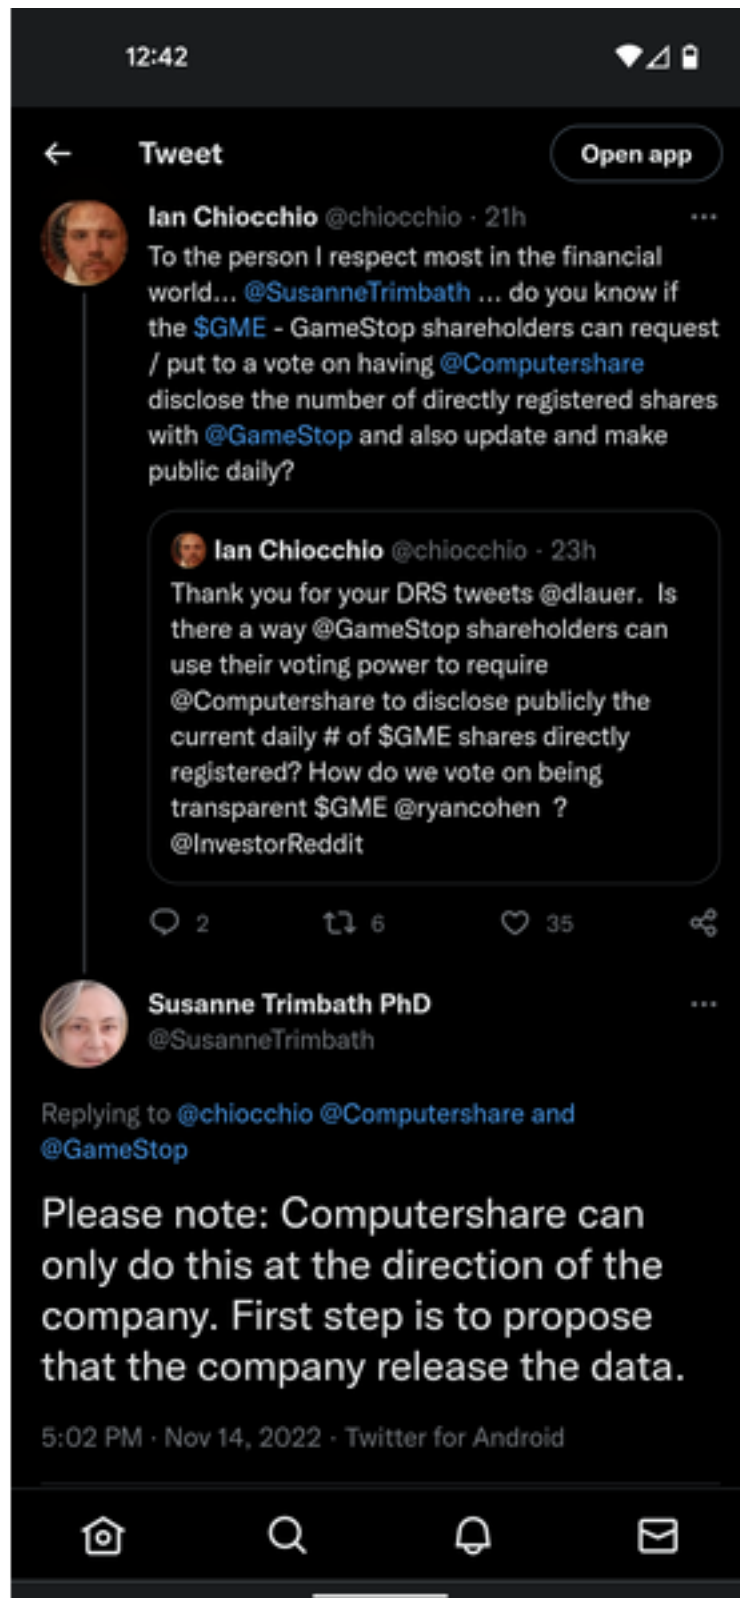 12:42
Tweet
Open app
Ian Chiocchio @chiocchio · 21h
To the person I respect most in the financial
world... @SusanneTrimbath ... do you know if
the $GME - GameStop shareholders can request
/ put to a vote on having @Computershare
disclose the number of directly registered shares
with @GameStop and also update and make
public daily?
Ian Chiocchio @chiocchio · 23h
Thank you for your DRS tweets @dlauer.  Is
there a way @GameStop shareholders can
use their voting power to require
@Computershare to disclose publicly the
current daily # of $GME shares directly
registered? How do we vote on being
transparent $GME @ryancohen  ?
@InvestorReddit
2
6
35
Susanne Trimbath PhD
@SusanneTrimbath
Replying to @chiocchio @Computershare and
@GameStop
Please note: Computershare can
only do this at the direction of the
company. First step is to propose
that the company release the data.
5:02 PM · Nov 14, 2022 · Twitter for Android